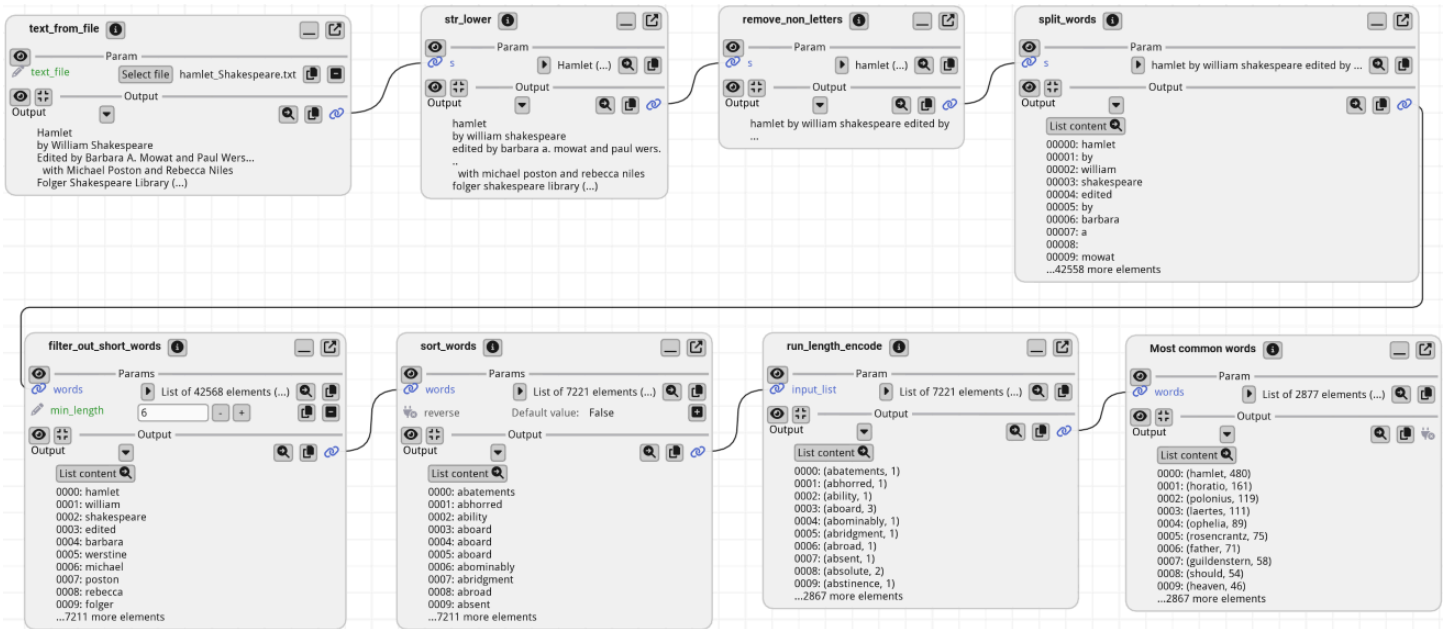 text_from_file
Param
text_file Select file hamlet_Shakespeare.txt
Output
Output
Hamlet
by William Shakespeare
Edited by Barbara A. Mowat and Paul Wers...
with Michael Poston and Rebecca Niles
Folger Shakespeare Library (...)
str_lower
Param
s Hamlet (...)
Output
Output
hamlet
by william shakespeare
edited by barbara a. mowat and paul wers.
..
with michael poston and rebecca niles
folger shakespeare library (...)
remove_non_letters
Param
s hamlet (...)
Output
Output
hamlet by william shakespeare edited by
...
split_words
Param
s hamlet by william shakespeare edited by ...
Output
Output
List content
00000: hamlet
00001: by
00002: william
00003: shakespeare
00004: edited
00005: by
00006: barbara
00007: a
00008:
00009: mowat
...42558 more elements
filter_out_short_words
Params
words List of 42568 elements (...)
min_length 6 - +
Output
Output
List content
0000: hamlet
0001: william
0002: shakespeare
0003: edited
0004: barbara
0005: werstine
0006: michael
0007: poston
0008: rebecca
0009: folger
...7211 more elements
sort_words
Params
words List of 7221 elements (...)
reverse Default value: False
Output
Output
List content
0000: abatements
0001: abhorred
0002: ability
0003: aboard
0004: aboard
0005: aboard
0006: abominably
0007: abridgment
0008: abroad
0009: absent
...7211 more elements
run_length_encode
Param
input_list List of 7221 elements (...)
Output
Output
List content
0000: (abatements, 1)
0001: (abhorred, 1)
0002: (ability, 1)
0003: (aboard, 3)
0004: (abominably, 1)
0005: (abridgment, 1)
0006: (abroad, 1)
0007: (absent, 1)
0008: (absolute, 2)
0009: (abstinence, 1)
...2867 more elements
Most common words
Param
words List of 2877 elements (...)
Output
Output
List content
0000: (hamlet, 480)
0001: (horatio, 161)
0002: (polonius, 119)
0003: (laertes, 111)
0004: (ophelia, 89)
0005: (rosencrantz, 75)
0006: (father, 71)
0007: (guildenstern, 58)
0008: (should, 54)
0009: (heaven, 46)
...2867 more elements